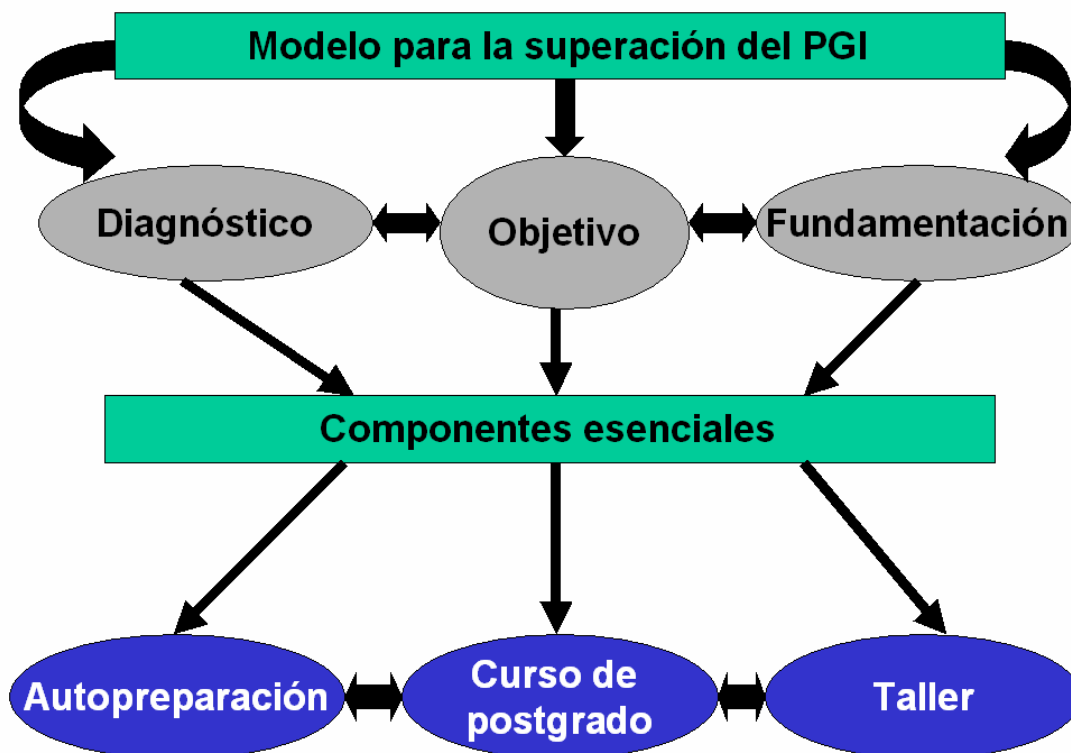 Modelo para la superación del PGI
Diagnóstico
Objetivo
Fundamentación
Componentes esenciales
Autopreparación
Curso de
postgrado
Taller